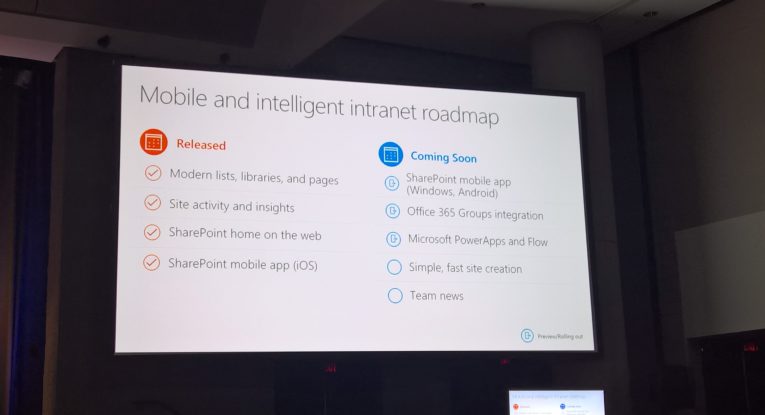 Mobile and intelligent intranet roadmap
Released
Modern lists, libraries, and pages
Site activity and insights
SharePoint home on the web
SharePoint mobile app (iOS)
Coming Soon
SharePoint mobile app
(Windows, Android)
Office 365 Groups integration
Microsoft PowerApps and Flow
Simple, fast site creation
Team news
Preview/Rolling out